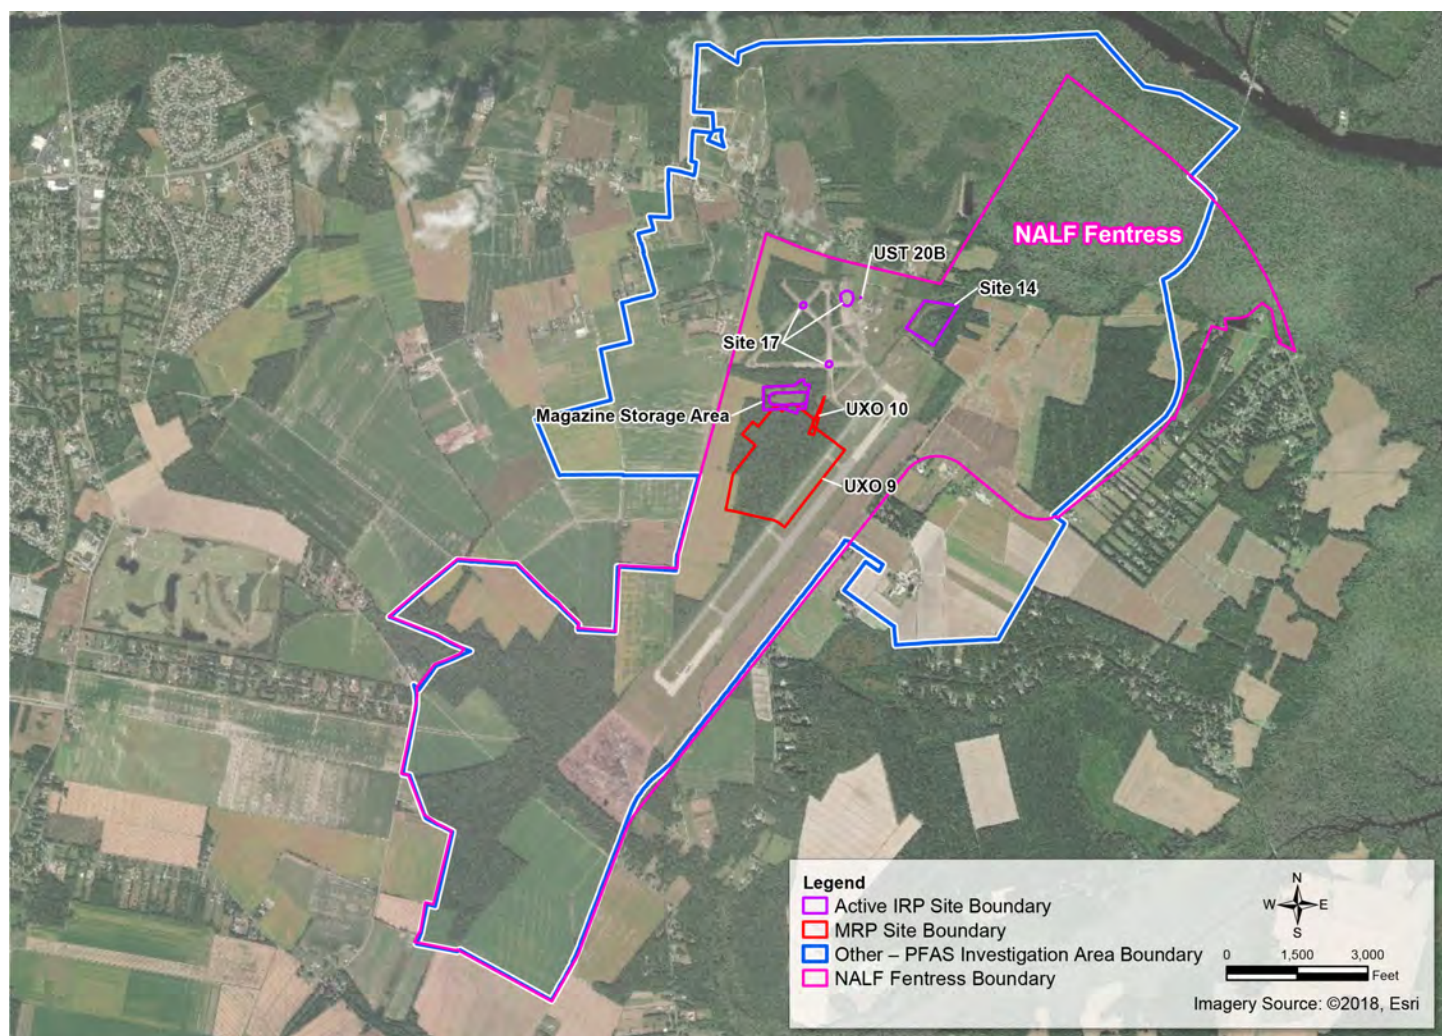 NALF Fentress
UST 20B
Site 14
Site 17
Magazine Storage Area
UXO 10
UXO 9
Legend
Active IRP Site Boundary
MRP Site Boundary
Other – PFAS Investigation Area Boundary
NALF Fentress Boundary
N
W E
S
0 1,500 3,000
Feet
Imagery Source: ©2018, Esri